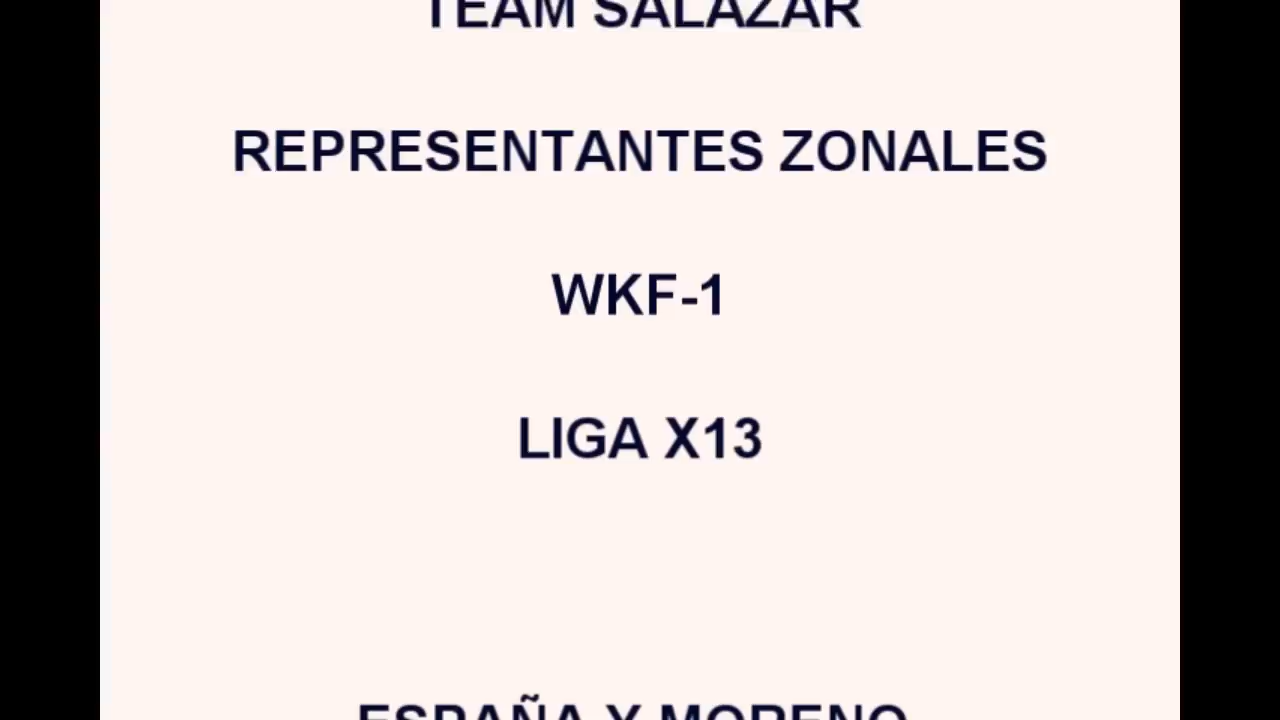 TEAM SALAZAR
REPRESENTANTES ZONALES
WKF-1
LIGA X13
ESPAÑA Y MORENO